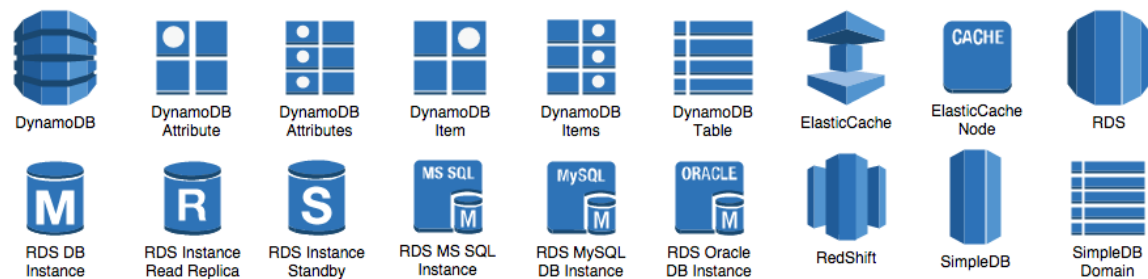 CACHE
DynamoDB
DynamoDB
Attribute
DynamoDB
Attributes
DynamoDB
Item
DynamoDB
Items
DynamoDB
Table
ElasticCache
ElasticCache
Node
RDS
M
R
S
MS SQL
M
MySQL
M
ORACLE
M
RDS DB
Instance
RDS Instance
Read Replica
RDS Instance
Standby
RDS MS SQL
Instance
RDS MySQL
DB Instance
RDS Oracle
DB Instance
RedShift
SimpleDB
SimpleDB
Domain